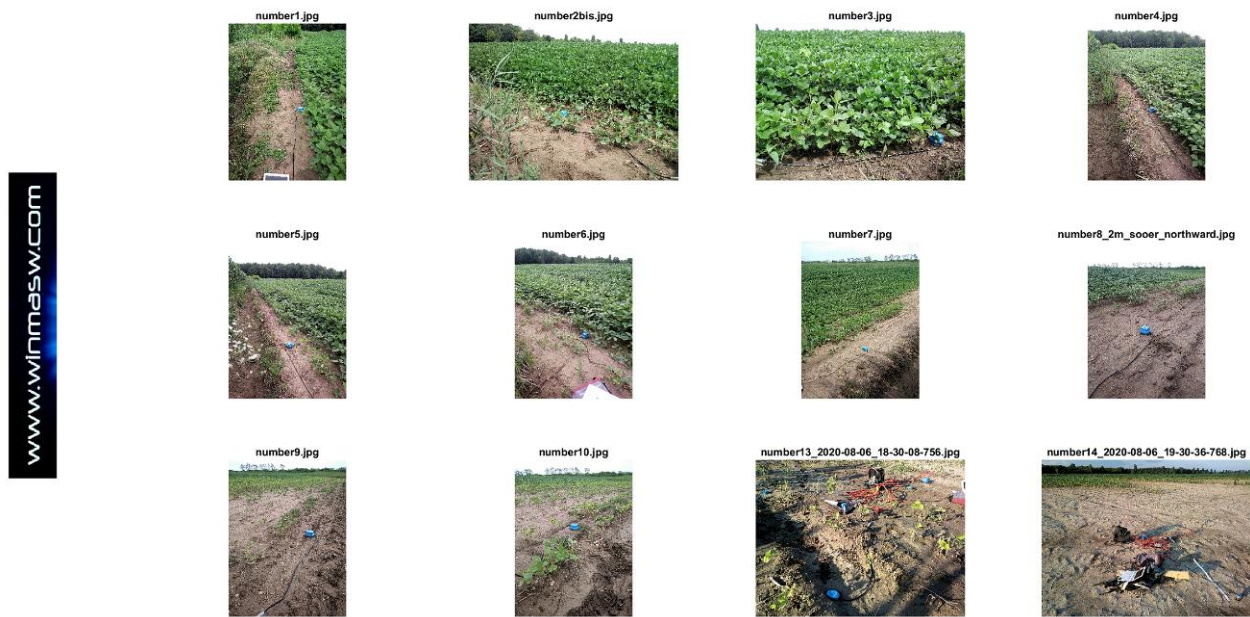 www.winmasw.com
number1.jpg
number2bis.jpg
number3.jpg
number4.jpg
number5.jpg
number6.jpg
number7.jpg
number8_2m_sooer_northward.jpg
number9.jpg
number10.jpg
number13_2020-08-06_18-30-08-756.jpg
number14_2020-08-06_19-30-36-768.jpg